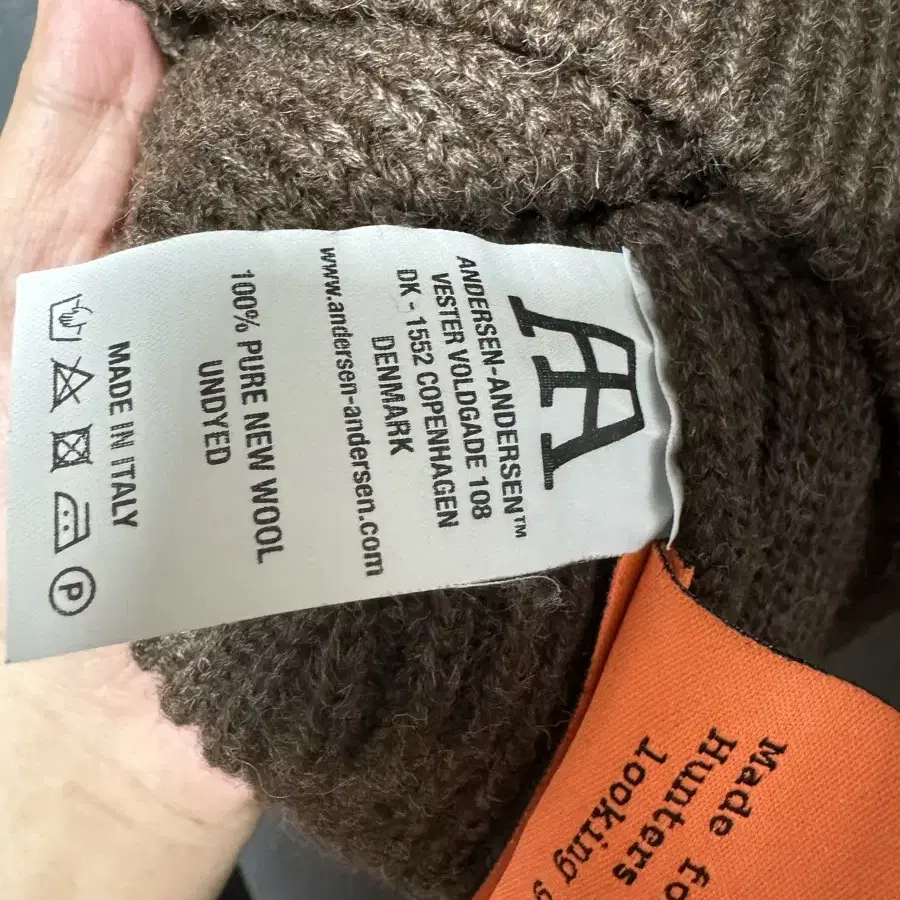 AA
ANDERSEN-ANDERSEN™
VESTER VOLDGADE 108
DK - 1552 COPENHAGEN
DENMARK
www.andersen-andersen.com
100% PURE NEW WOOL
UNDYED
MADE IN ITALY
P
Made fo
Hunters
looking g